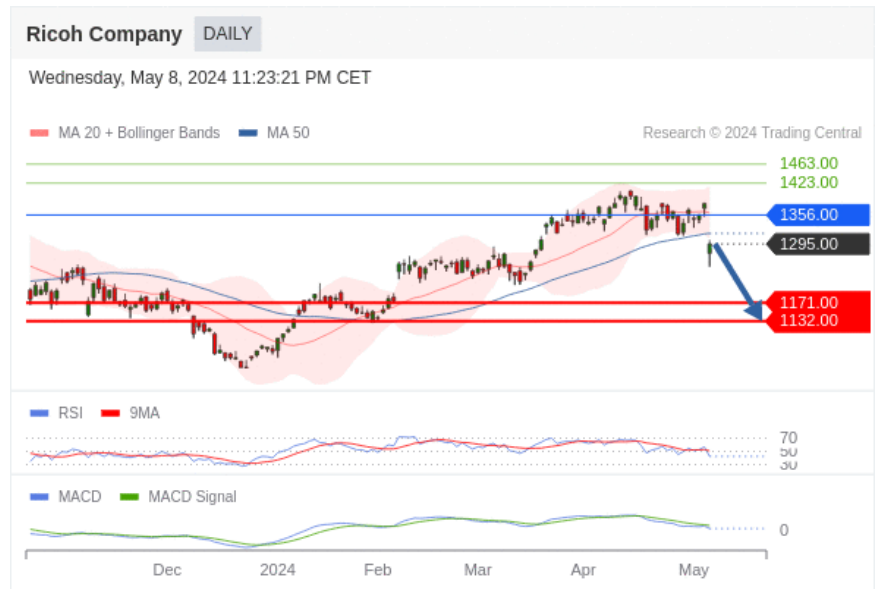 Ricoh Company DAILY
Wednesday, May 8, 2024 11:23:21 PM CET
MA 20 + Bollinger Bands MA 50 Research © 2024 Trading Central
1463.00
1423.00
1356.00
1295.00
1171.00
1132.00
RSI 9MA
70
50
30
MACD MACD Signal
0
Dec 2024 Feb Mar Apr May